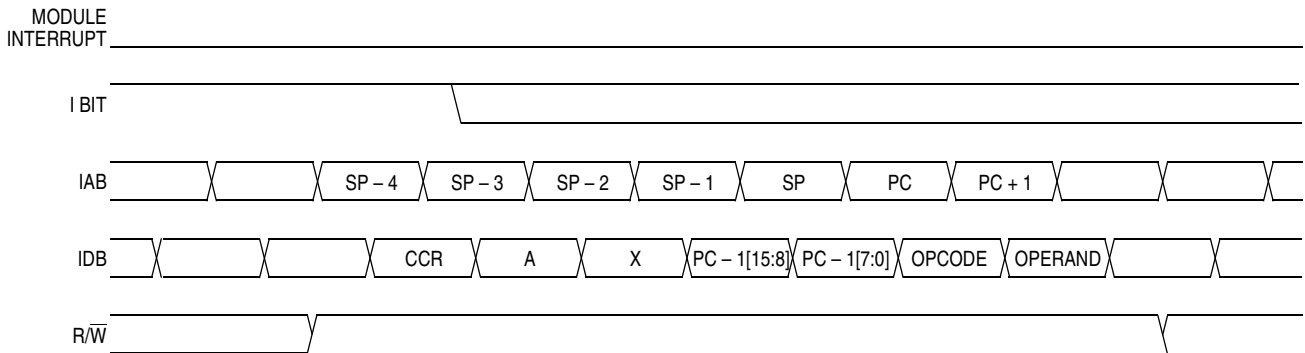 MODULE
INTERRUPT
I BIT
IAB SP – 4 SP – 3 SP – 2 SP – 1 SP PC PC + 1
IDB CCR A X PC – 1[15:8] PC – 1[7:0] OPCODE OPERAND
R/W̅